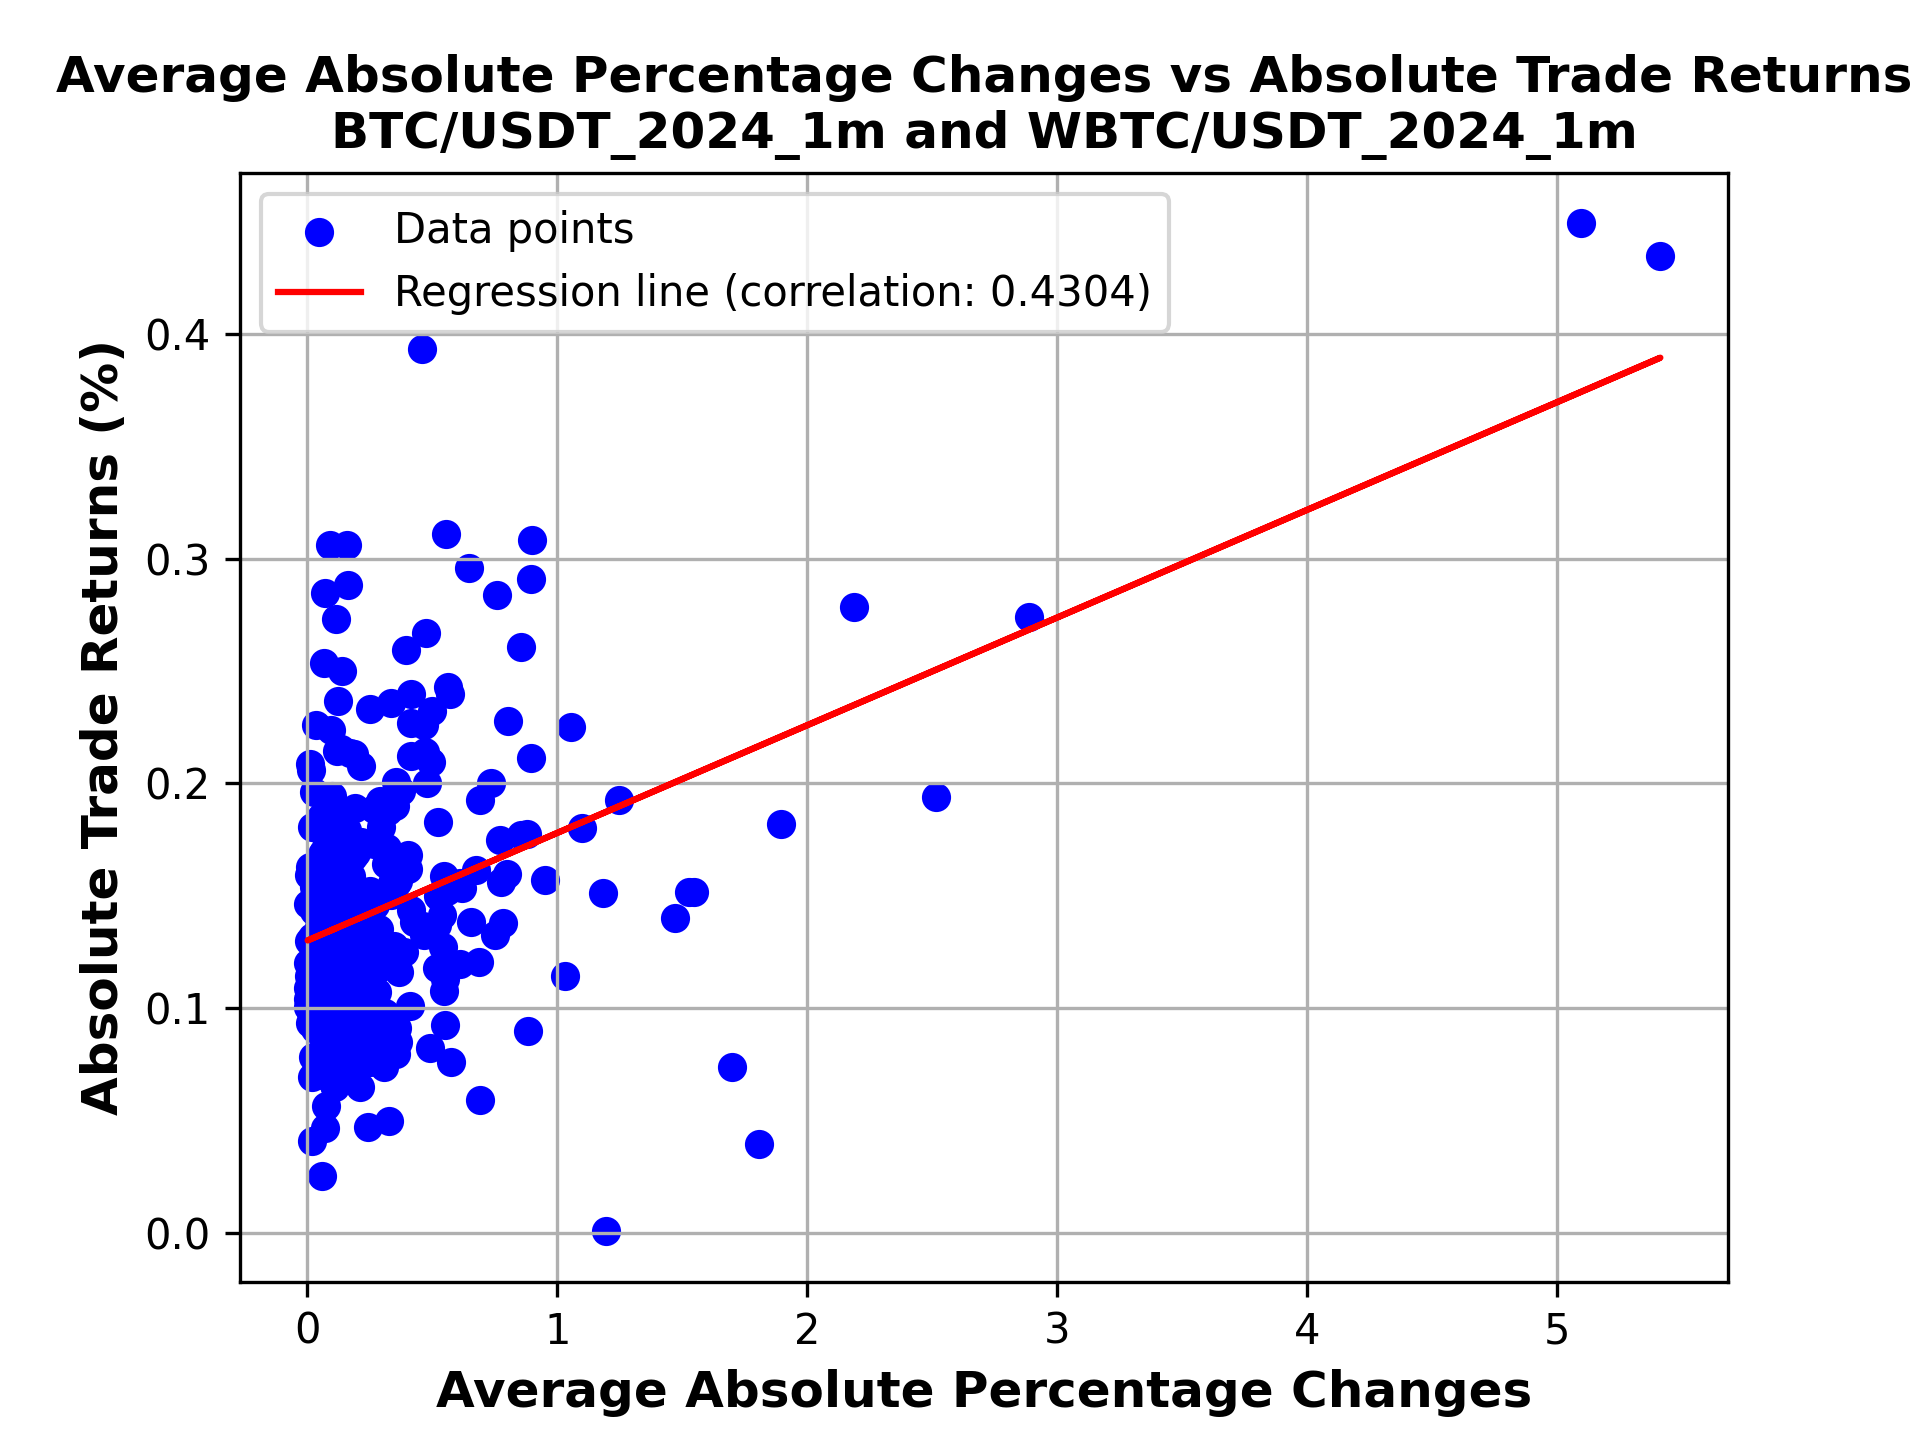 Average Absolute Percentage Changes vs Absolute Trade Returns
BTC/USDT_2024_1m and WBTC/USDT_2024_1m
Data points
Regression line (correlation: 0.4304)
Absolute Trade Returns (%)
0.4
0.3
0.2
0.1
0.0
0 1 2 3 4 5
Average Absolute Percentage Changes